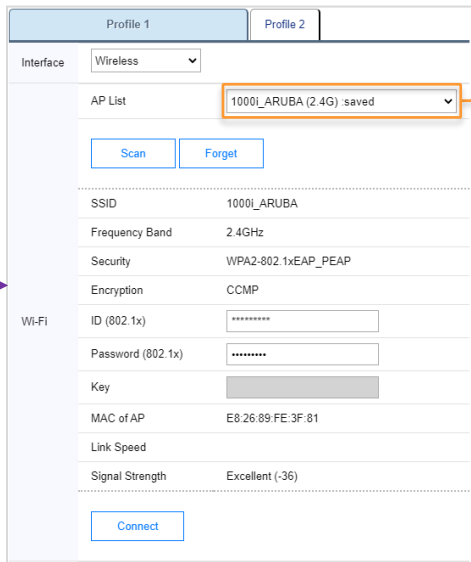 Profile 1 Profile 2
Interface Wireless
AP List 1000i_ARUBA (2.4G) :saved
Scan Forget
SSID 1000i_ARUBA
Frequency Band 2.4GHz
Security WPA2-802.1xEAP_PEAP
Encryption CCMP
Wi-Fi
ID (802.1x) *********
Password (802.1x) •••••••••
Key
MAC of AP E8:26:89:FE:3F:81
Link Speed
Signal Strength Excellent (-36)
Connect